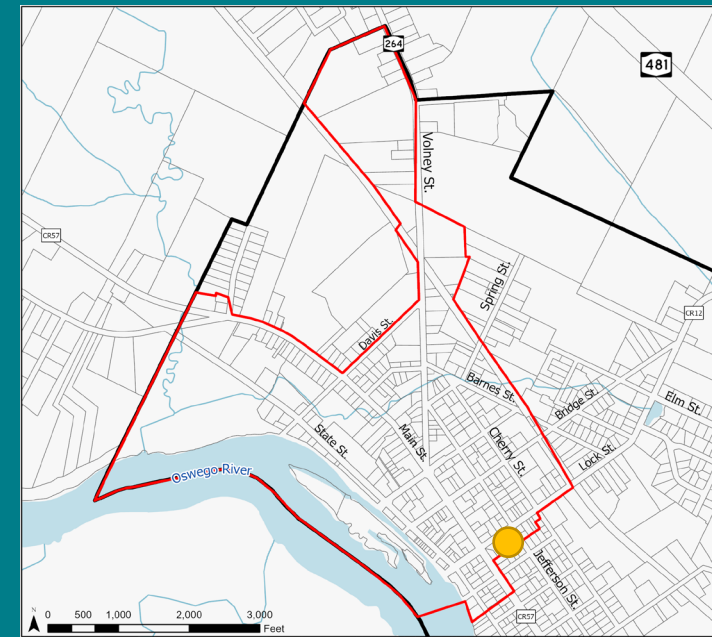 264
481
Volney St.
CR57
Spring St.
CR12
Davis St.
Barnes St.
Bridge St.
Elm St.
State St.
Main St.
Cherry St.
Lock St.
Oswego River
Jefferson St.
N
0 500 1,000 2,000 3,000
Feet
CR57